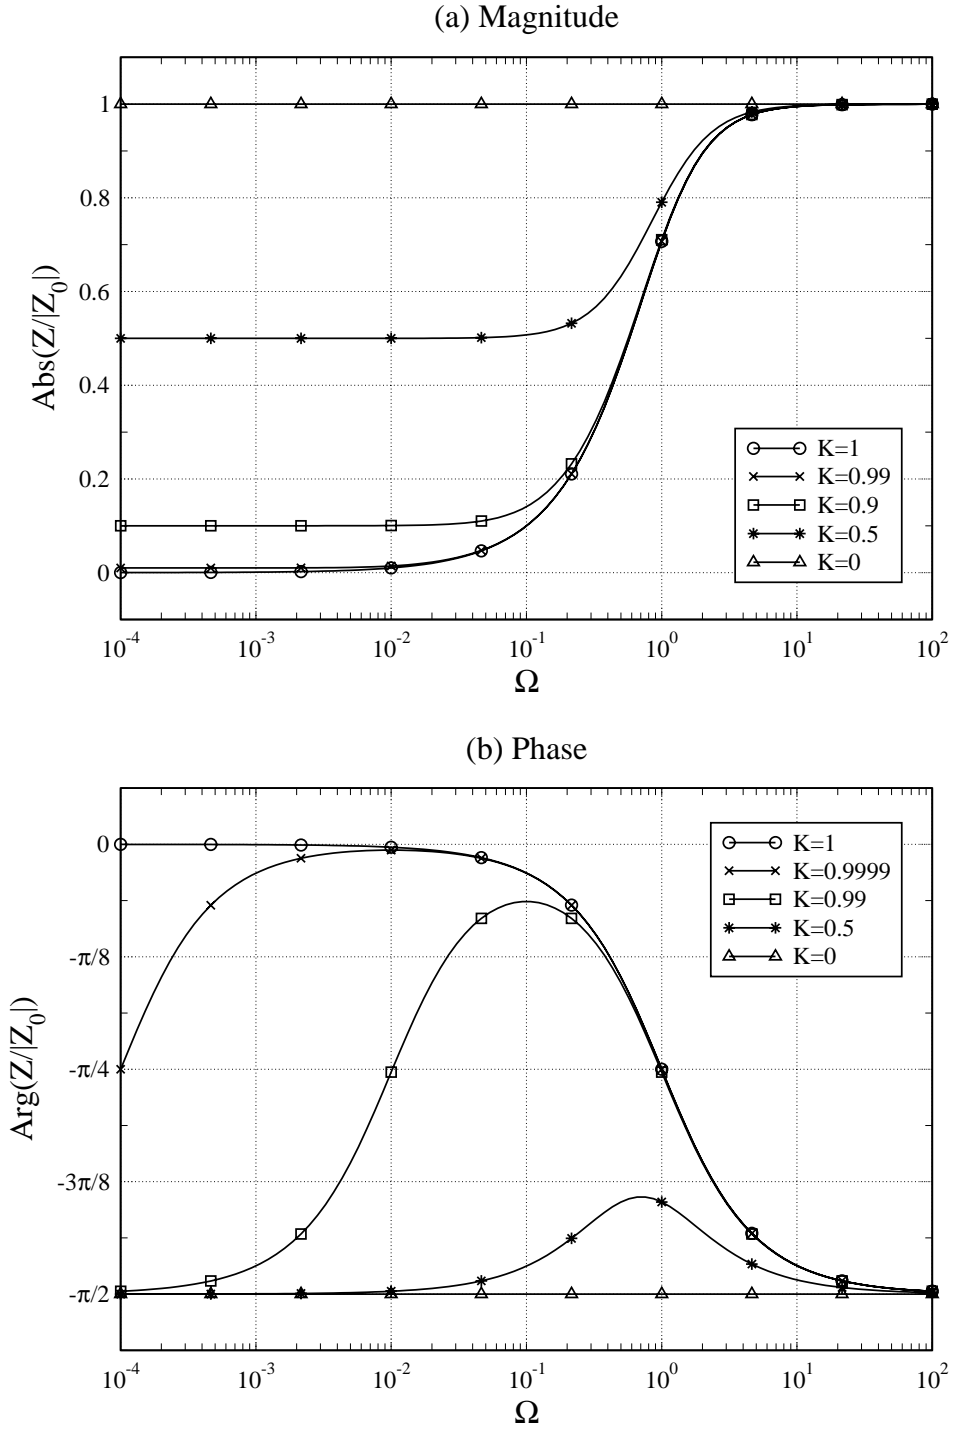 (a) Magnitude
1
0.8
0.6
0.4
0.2
0
Abs(Z/|Z₀|)
K=1
K=0.99
K=0.9
K=0.5
K=0
10⁻⁴ 10⁻³ 10⁻² 10⁻¹ 10⁰ 10¹ 10²
Ω
(b) Phase
0
-π/8
-π/4
-3π/8
-π/2
Arg(Z/|Z₀|)
K=1
K=0.9999
K=0.99
K=0.5
K=0
10⁻⁴ 10⁻³ 10⁻² 10⁻¹ 10⁰ 10¹ 10²
Ω